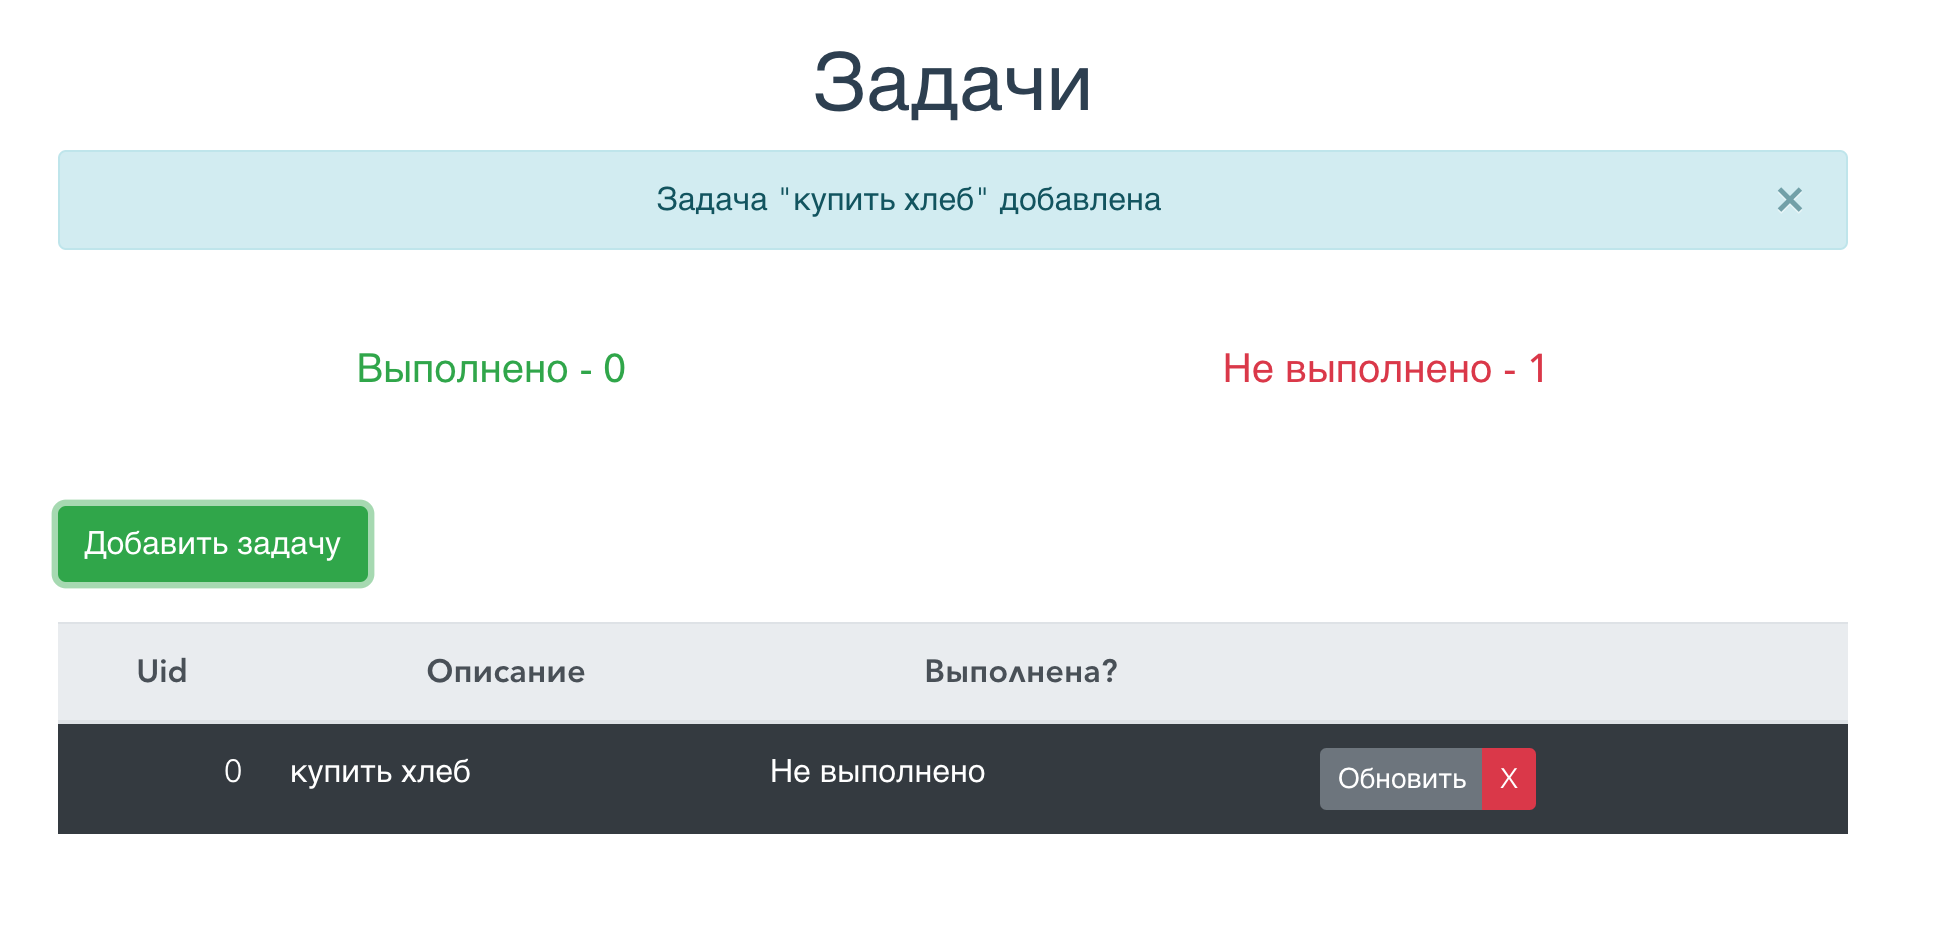 Задачи
Задача "купить хлеб" добавлена ×
Выполнено - 0 Не выполнено - 1
Добавить задачу
Uid Описание Выполнена?
0 купить хлеб Не выполнено Обновить X